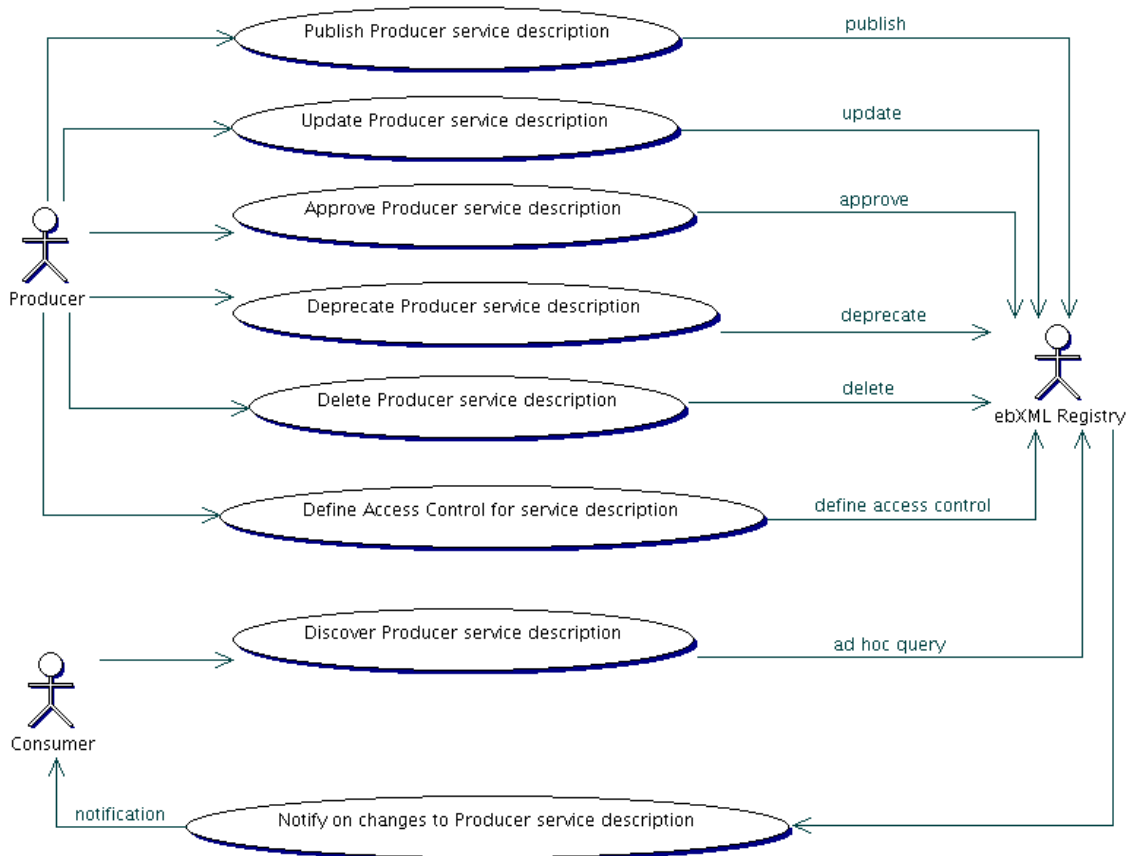 Publish Producer service description
publish
Update Producer service description
update
Approve Producer service description
approve
Producer
Deprecate Producer service description
deprecate
Delete Producer service description
delete
ebXML Registry
Define Access Control for service description
define access control
Discover Producer service description
ad hoc query
Consumer
notification
Notify on changes to Producer service description